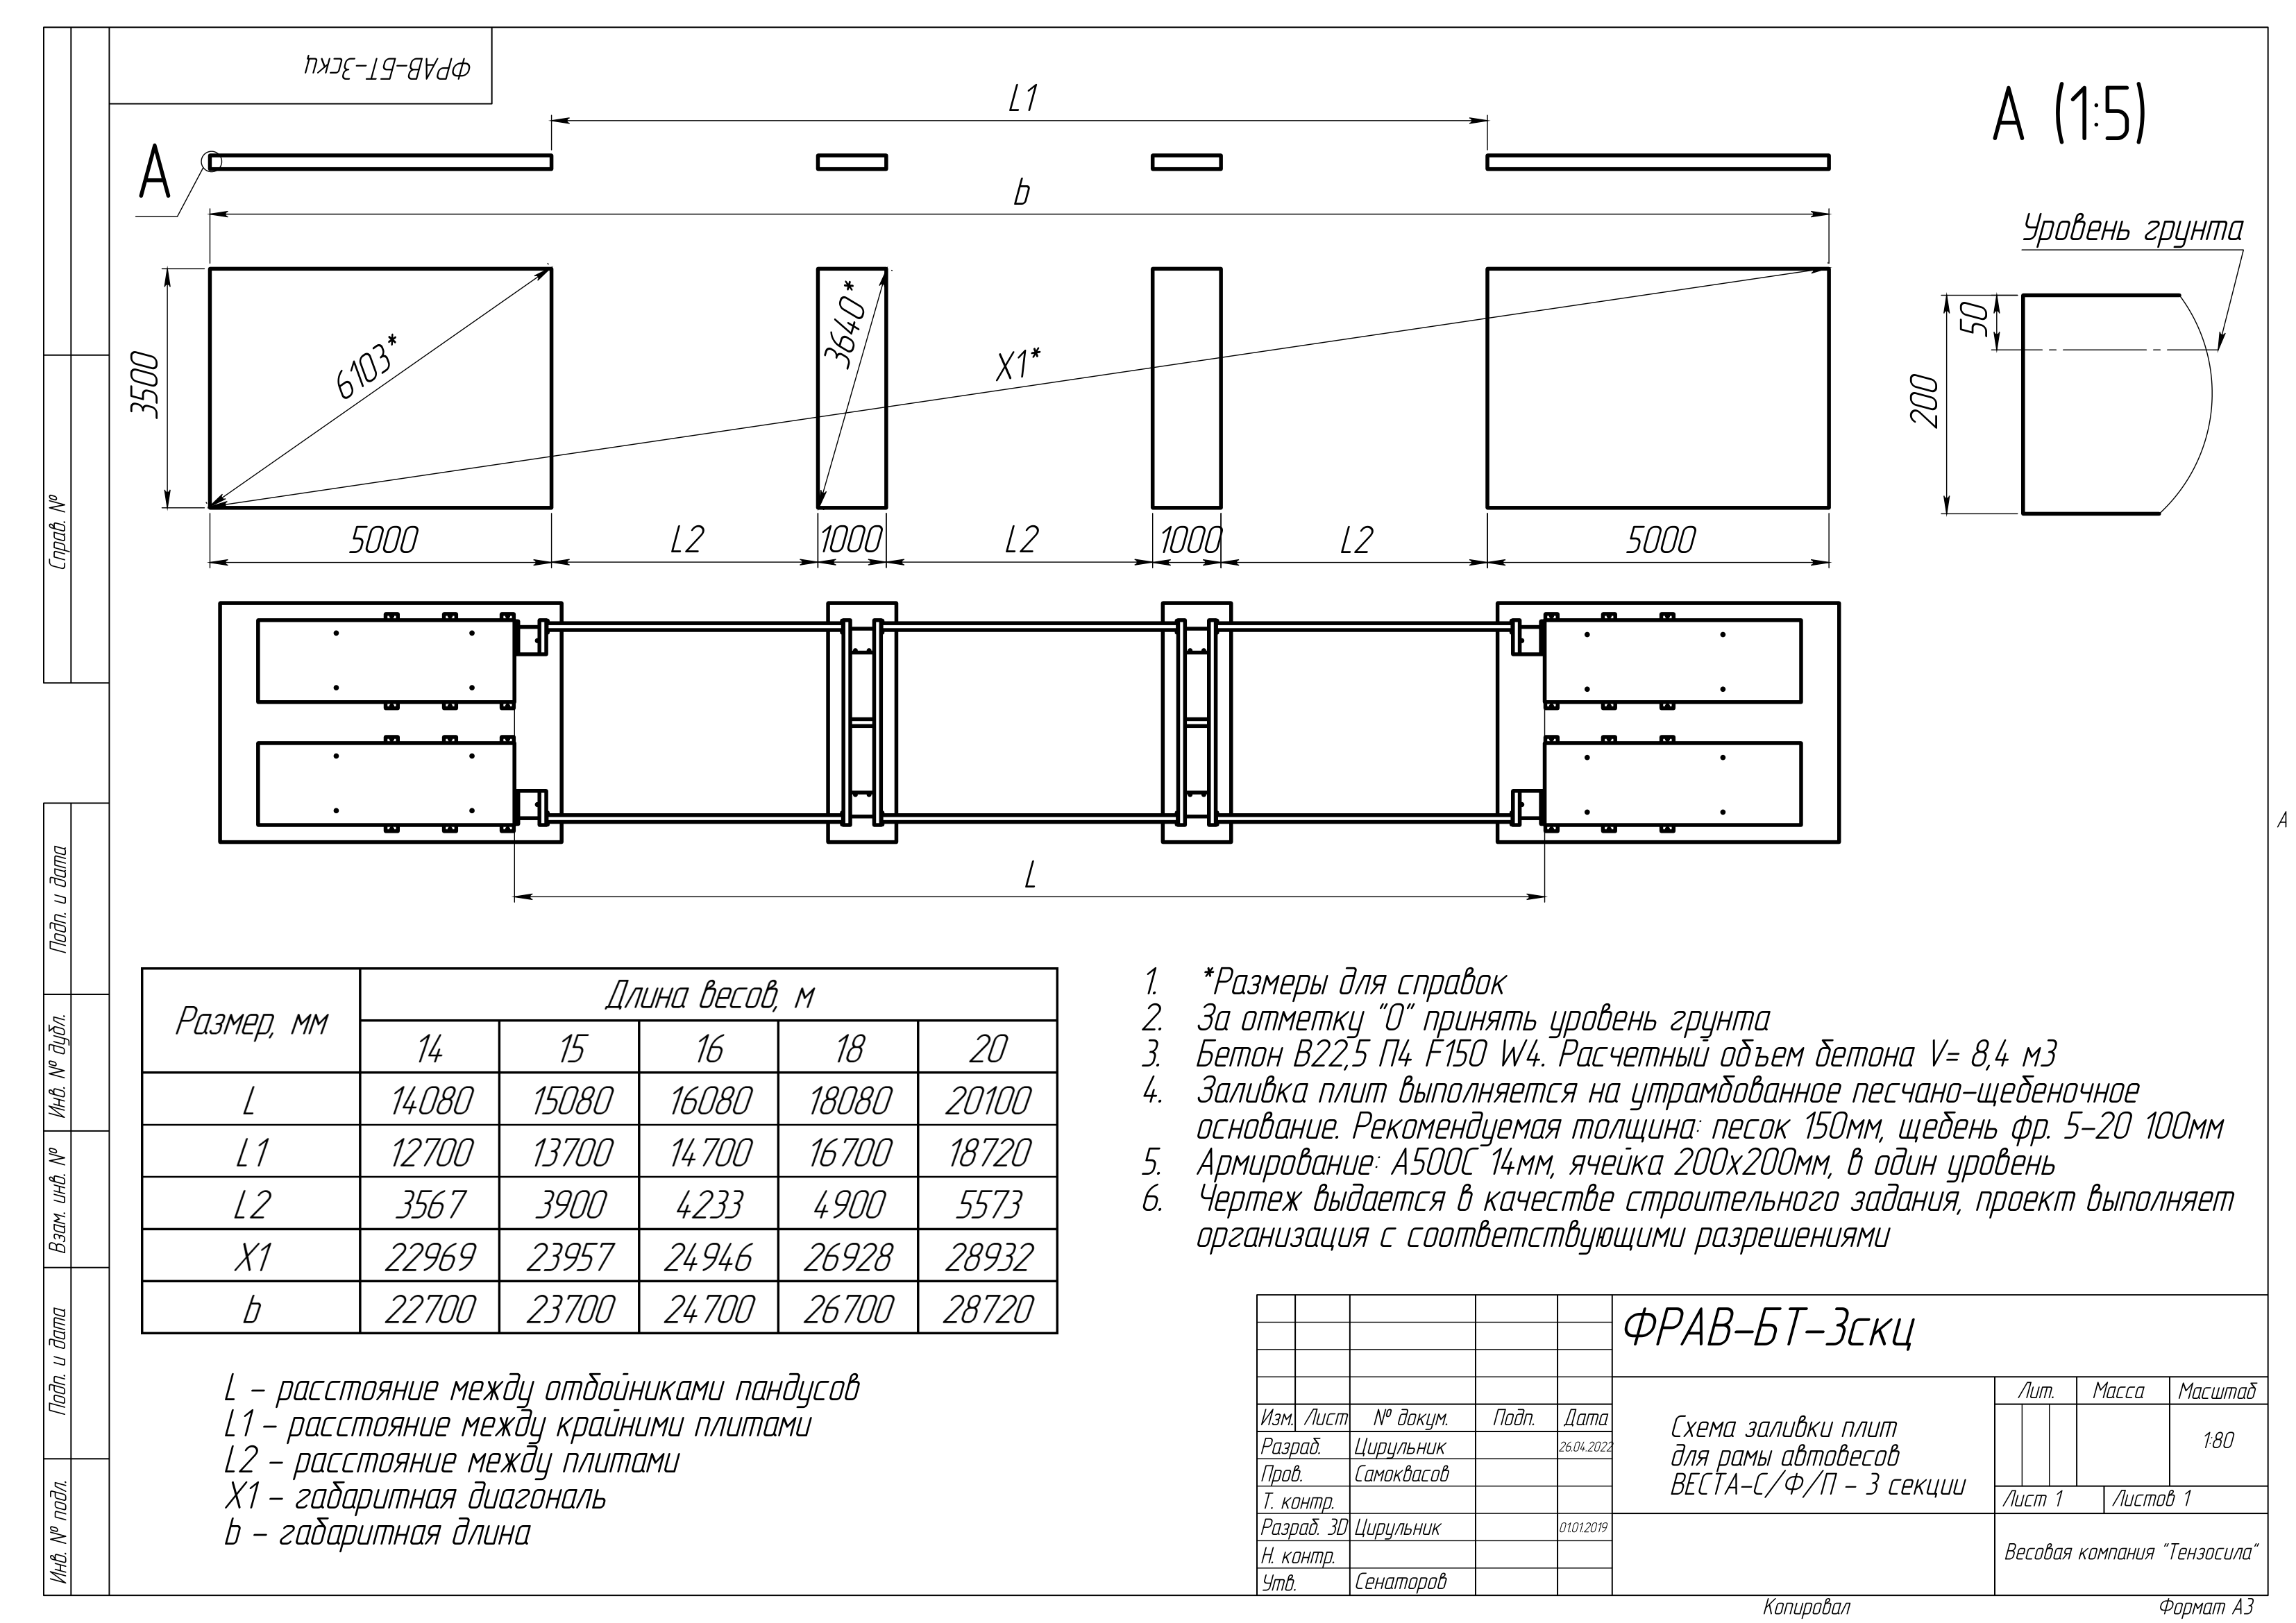 ФРАВ-БТ-3скц
L1
А (1:5)
А
b
Уровень грунта
3500
6103*
3640*
X1*
200
50
5000
L2
1000
L2
1000
L2
5000
L
А
Размер, мм
Длина весов, м
14 15 16 18 20
L 14080 15080 16080 18080 20100
L1 12700 13700 14700 16700 18720
L2 3567 3900 4233 4900 5573
X1 22969 23957 24946 26928 28932
b 22700 23700 24700 26700 28720
L - расстояние между отбойниками пандусов
L1 - расстояние между крайними плитами
L2 - расстояние между плитами
X1 - габаритная диагональ
b - габаритная длина
1. *Размеры для справок
2. За отметку "0" принять уровень грунта
3. Бетон В22,5 П4 F150 W4. Расчетный объем бетона V= 8,4 м3
4. Заливка плит выполняется на утрамбованное песчано-щебеночное
основание. Рекомендуемая толщина: песок 150мм, щебень фр. 5-20 100мм
5. Армирование: А500С 14мм, ячейка 200х200мм, в один уровень
6. Чертеж выдается в качестве строительного задания, проект выполняет
организация с соответствующими разрешениями
Справ. №
Подп. и дата
Инв. № дубл.
Взам. инв. №
Подп. и дата
Инв. № подл.
ФРАВ-БТ-3скц
Изм. Лист № докум. Подп. Дата
Разраб. Цирульник 26.04.2022
Пров. Самоквасов
Т. контр.
Разраб. 3D Цирульник 01.01.2019
Н. контр.
Утв. Сенаторов
Схема заливки плит
для рамы автовесов
ВЕСТА-С/Ф/П - 3 секции
Лит. Масса Масштаб
1:80
Лист 1 Листов 1
Весовая компания "Тензосила"
Копировал
Формат А3